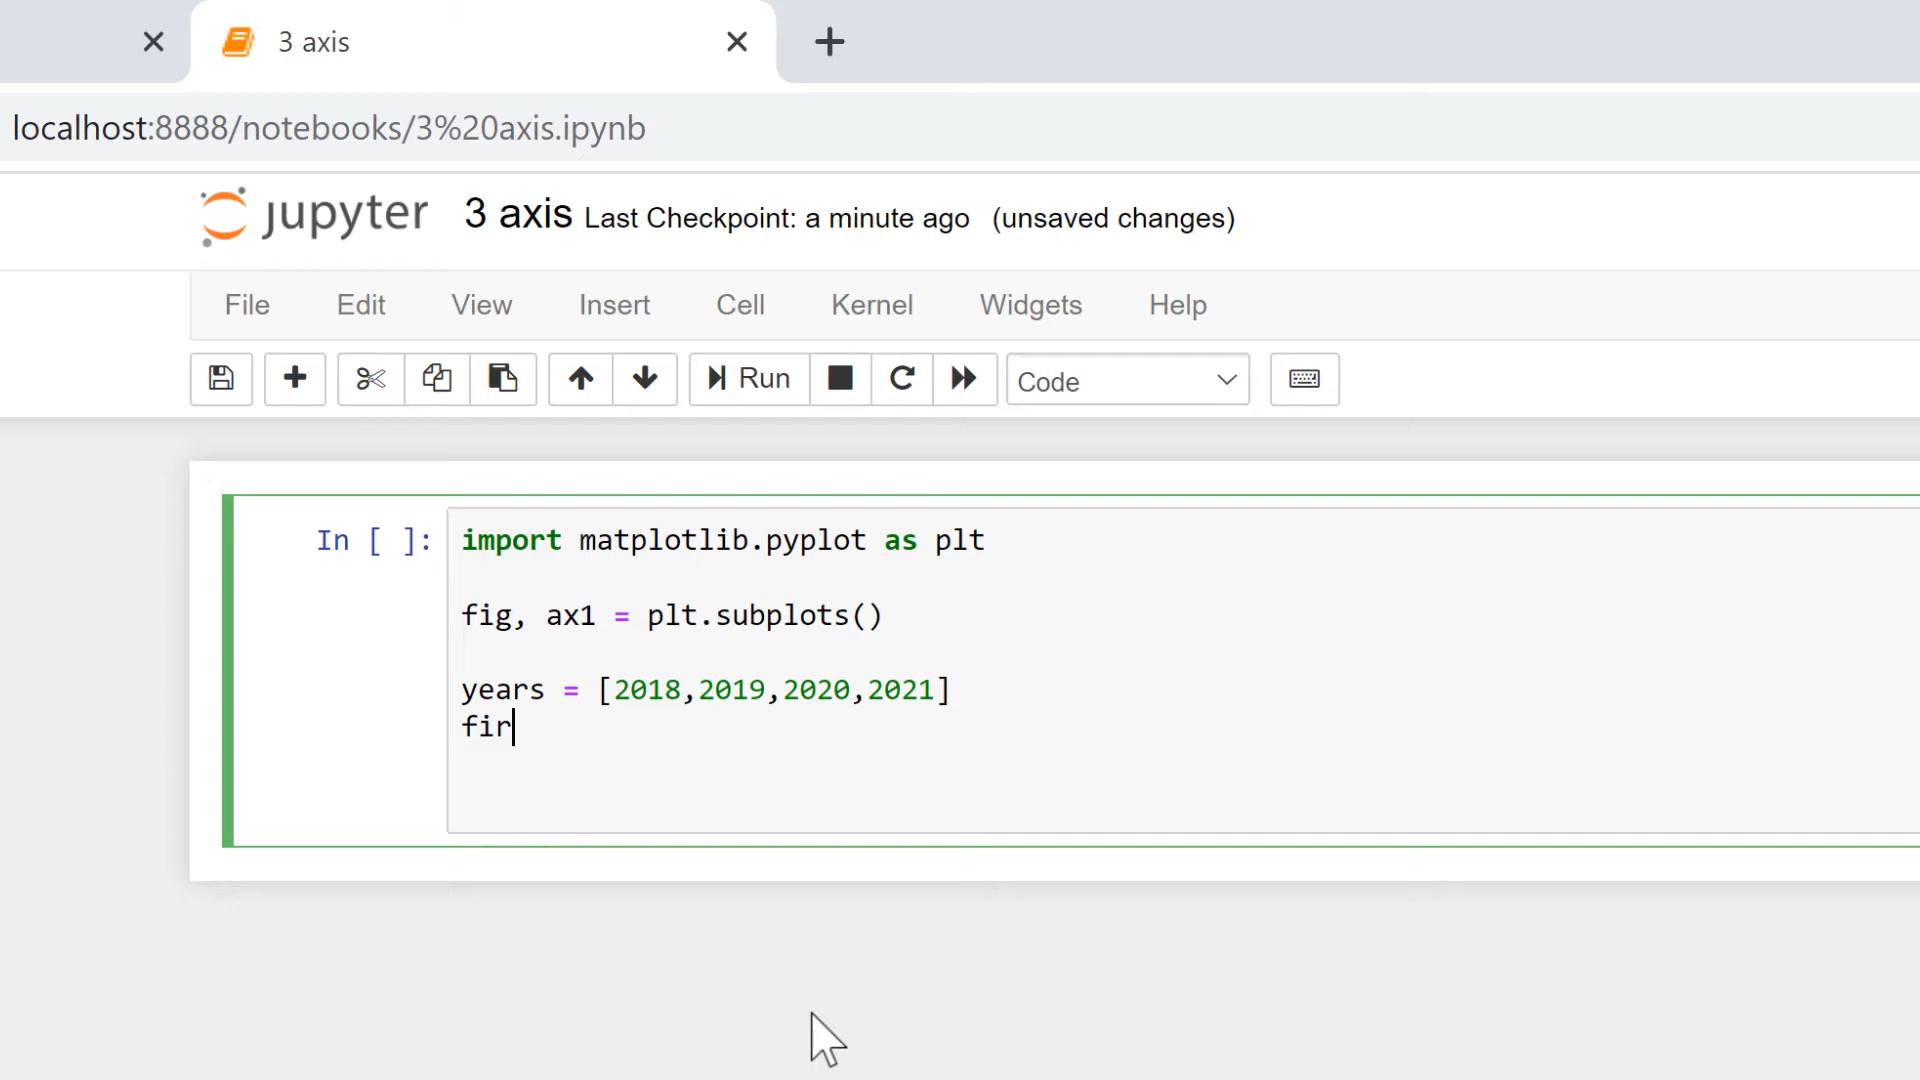 3 axis
localhost:8888/notebooks/3%20axis.ipynb
jupyter 3 axis Last Checkpoint: a minute ago (unsaved changes)
File Edit View Insert Cell Kernel Widgets Help
Run Code
In [ ]: import matplotlib.pyplot as plt
fig, ax1 = plt.subplots()
years = [2018,2019,2020,2021]
fir